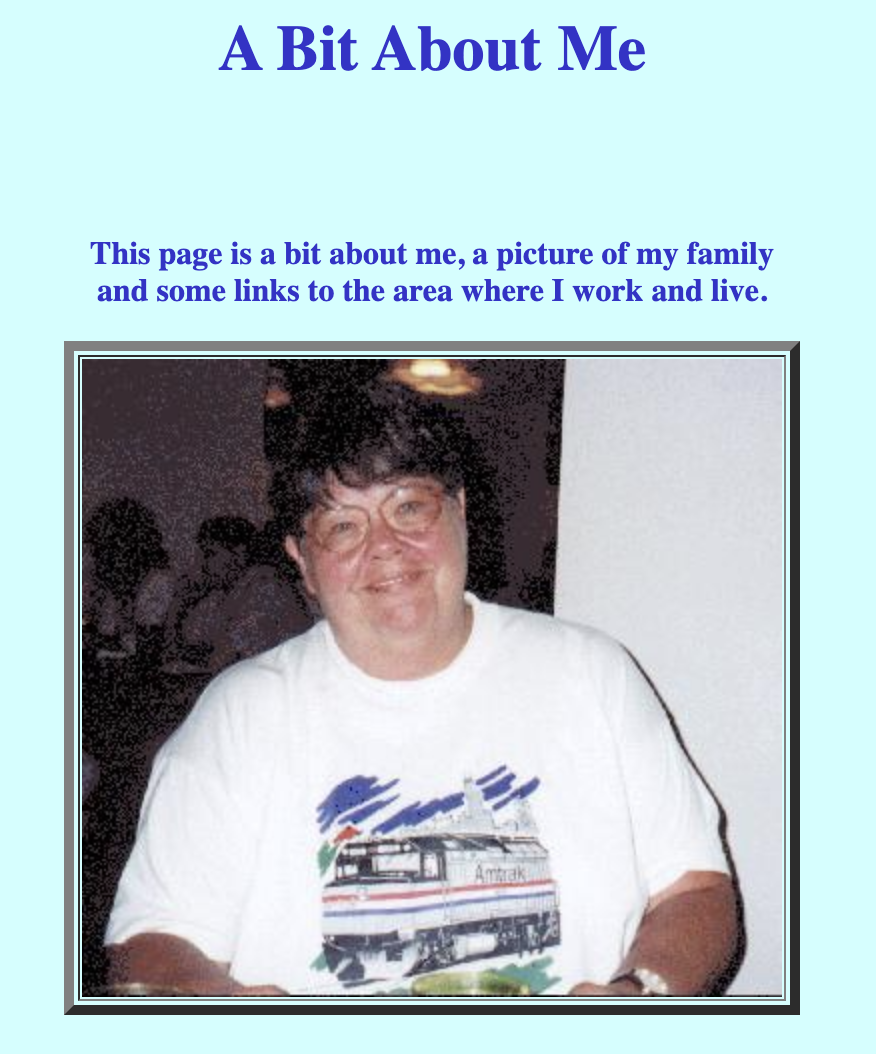 A Bit About Me
This page is a bit about me, a picture of my family
and some links to the area where I work and live.
Amtrak